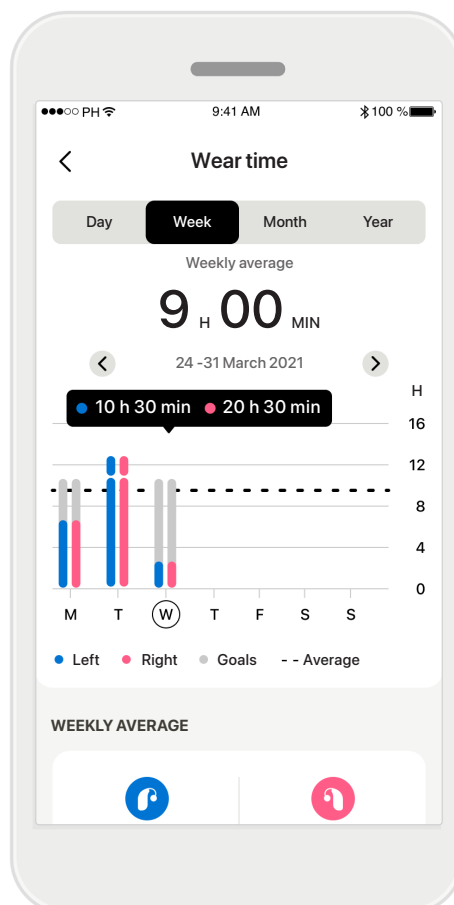 PH 9:41 AM 100 %
Wear time
Day Week Month Year
Weekly average
9 H 00 MIN
24 -31 March 2021
H
10 h 30 min 20 h 30 min
16
12
8
4
0
M T W T F S S
Left Right Goals - - Average
WEEKLY AVERAGE